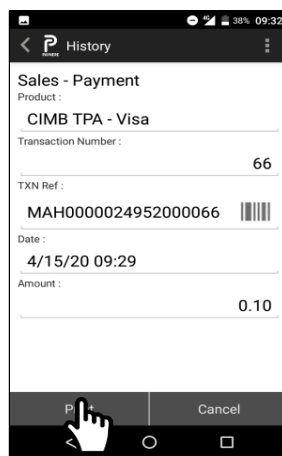 38% 09:32
History
Sales - Payment
Product :
CIMB TPA - Visa
Transaction Number :
66
TXN Ref :
MAH0000024952000066
Date :
4/15/20 09:29
Amount :
0.10
Cancel